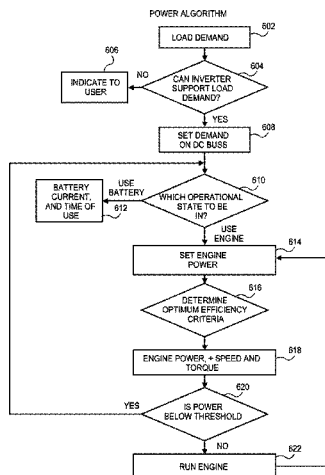 POWER ALGORITHM
602
LOAD DEMAND
606
604
INDICATE TO
USER
NO
CAN INVERTER
SUPPORT LOAD
DEMAND?
YES
608
SET DEMAND
ON DC BUSS
610
BATTERY
CURRENT,
AND TIME OF
USE
612
USE
BATTERY
WHICH OPERATIONAL
STATE TO BE
IN?
USE
ENGINE
614
SET ENGINE
POWER
616
DETERMINE
OPTIMUM EFFICIENCY
CRITERIA
618
ENGINE POWER, + SPEED AND
TORQUE
620
YES
IS POWER
BELOW THRESHOLD
NO
622
RUN ENGINE